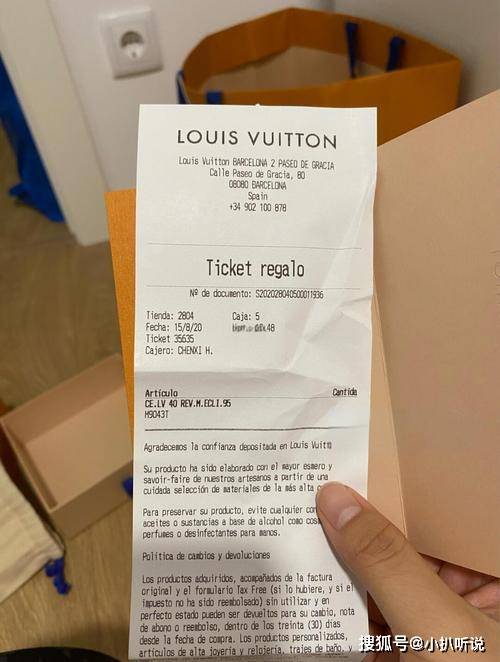 LOUIS VUITTON
Louis Vuitton BARCELONA 2 PASEO DE GRACIA
Calle Paseo de Gracia, 80
08080 BARCELONA
Spain
+34 902 100 878
Ticket regalo
Nº de documento: S2020280405000011936
Tienda: 2804 Caja: 5
Fecha: 15/8/20 48
Ticket 35635
Cajero: CHENXI H.
Artículo Cantida
CE.LV 40 REV.M.ECLI.95
M9043T
Agradecemos la confianza depositada en Louis Vuitt
Su producto ha sido elaborado con el mayor esmero y
savoir-faire de nuestros artesanos a partir de una
cuidada selección de materiales de la más alta
Para preservar su producto, evite cualquier con
aceites o sustancias a base de alcohol como cos
perfumes o desinfectantes para manos.
Política de cambios y devoluciones
Los productos adquiridos, acompañados de la factura
original y el formulario Tax Free (si lo hubiere, y si el
impuesto no ha sido reembolsado) sin utilizar y en
perfecto estado pueden ser devueltos para su cambio, nota
de abono o reembolso, dentro de los treinta (30) días
desde la fecha de compra. Los productos personalizados,
artículos de alta joyería y relojería, trajes de baño, y
搜狐号@小扒听说